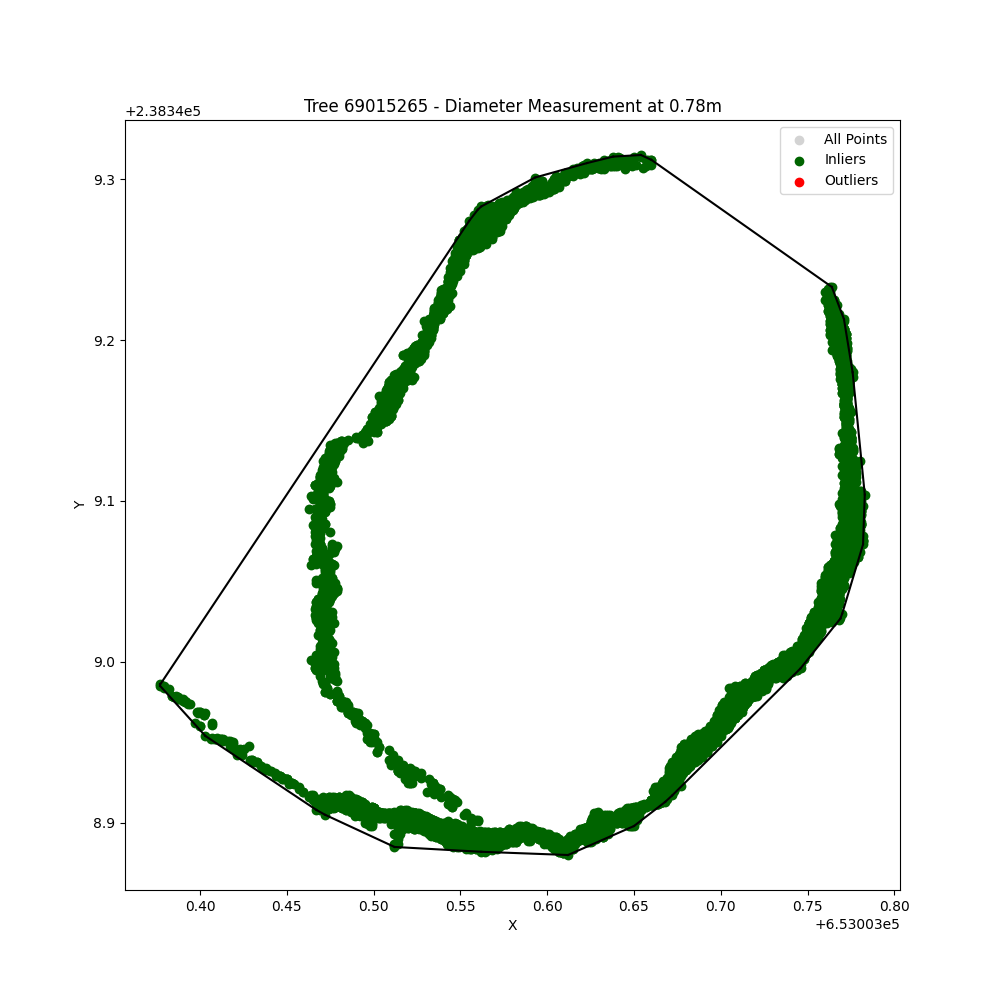 Tree 69015265 - Diameter Measurement at 0.78m
+2.3834e5
All Points
Inliers
Outliers
9.3
9.2
9.1
9.0
8.9
Y
0.40 0.45 0.50 0.55 0.60 0.65 0.70 0.75 0.80
X
+6.53003e5